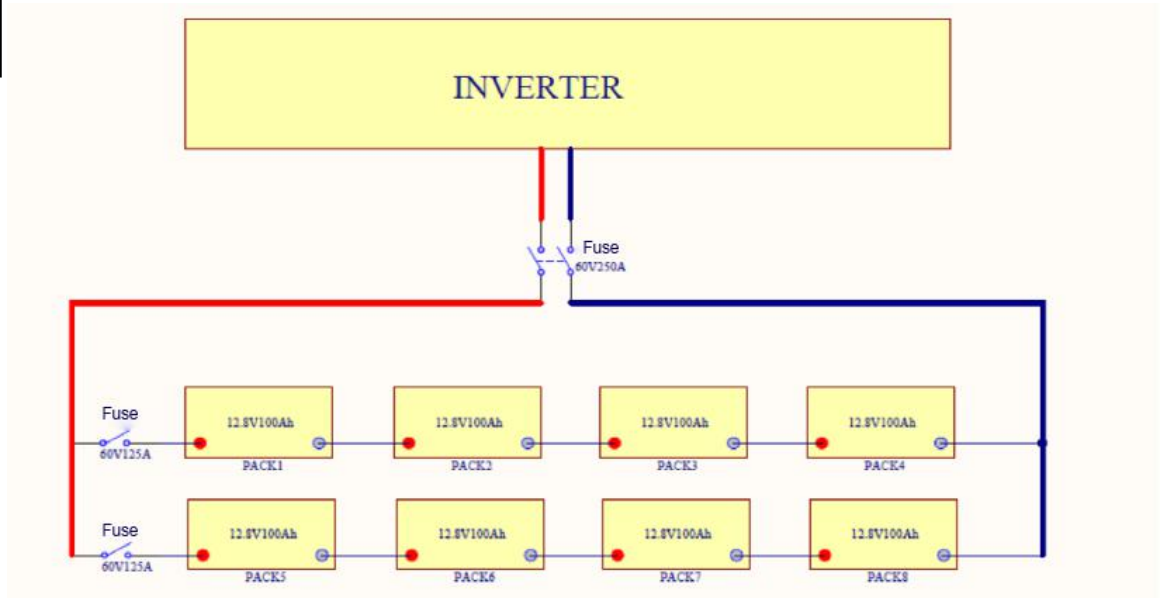 INVERTER
Fuse
60V250A
Fuse
12.8V100Ah
12.8V100Ah
12.8V100Ah
12.8V100Ah
60V125A
PACK1
PACK2
PACK3
PACK4
Fuse
12.8V100Ah
12.8V100Ah
12.8V100Ah
12.8V100Ah
60V125A
PACK5
PACK6
PACK7
PACK8